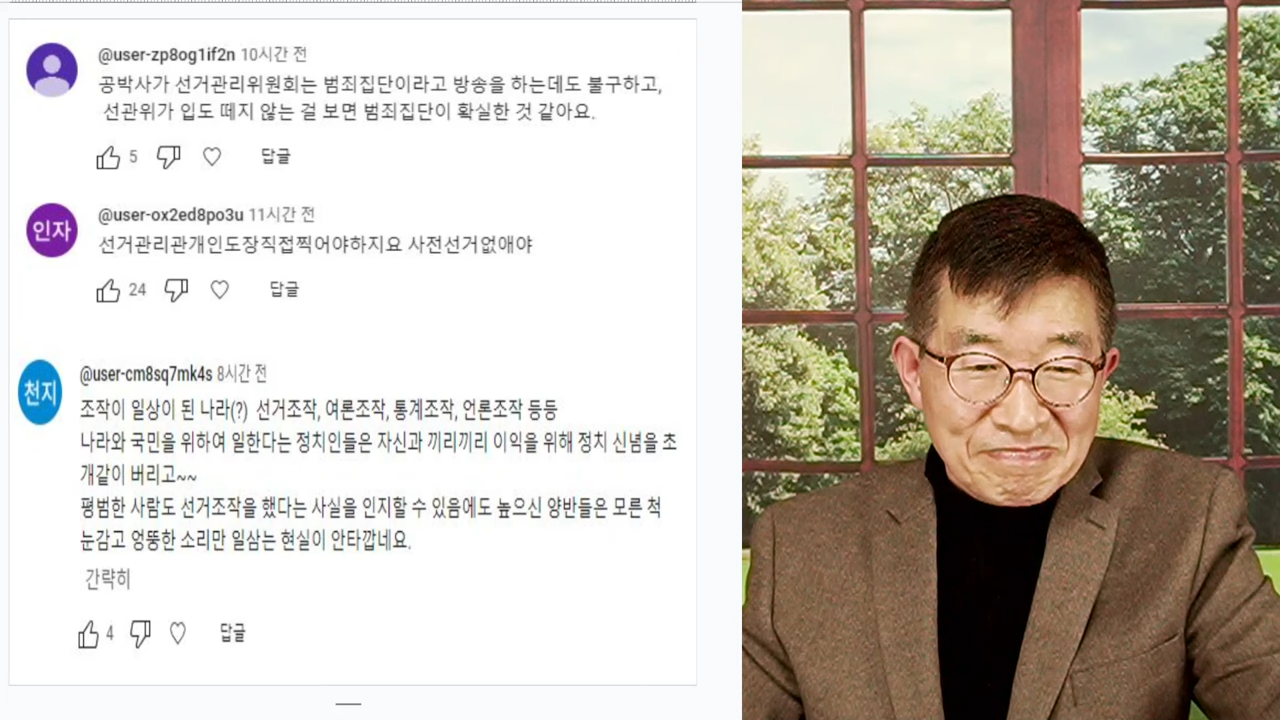 @user-zp8og1if2n 10시간 전
공박사가 선거관리위원회는 범죄집단이라고 방송을 하는데도 불구하고,
선관위가 입도 떼지 않는 걸 보면 범죄집단이 확실한 것 같아요.
5 답글
인자
@user-ox2ed8po3u 11시간 전
선거관리관개인도장직접찍어야하지요 사전선거없애야
24 답글
천지
@user-cm8sq7mk4s 8시간 전
조작이 일상이 된 나라(?) 선거조작, 여론조작, 통계조작, 언론조작 등등
나라와 국민을 위하여 일한다는 정치인들은 자신과 끼리끼리 이익을 위해 정치 신념을 초
개같이 버리고~~
평범한 사람도 선거조작을 했다는 사실을 인지할 수 있음에도 높으신 양반들은 모른 척
눈감고 엉뚱한 소리만 일삼는 현실이 안타깝네요.
간략히
4 답글